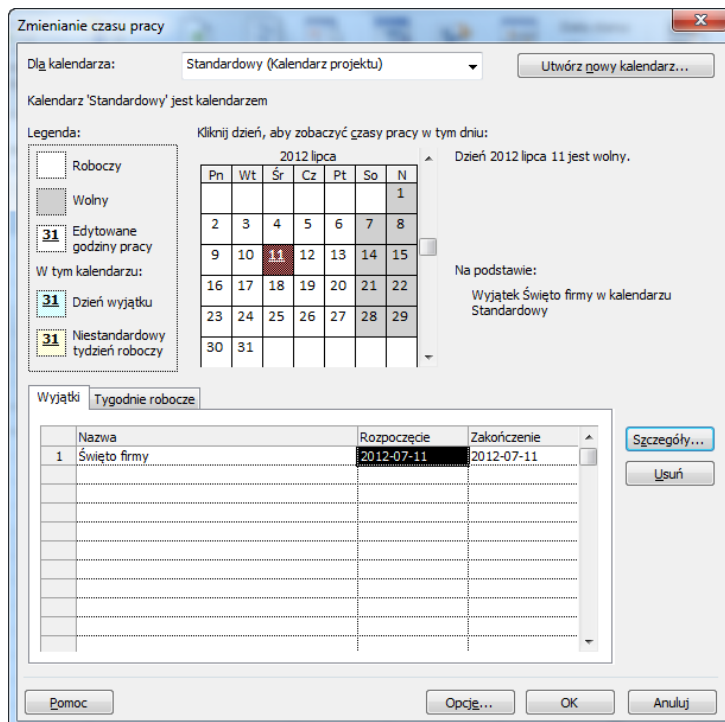 Zmienianie czasu pracy
Dla kalendarza:
Standardowy (Kalendarz projektu)
Utwórz nowy kalendarz...
Kalendarz 'Standardowy' jest kalendarzem
Legenda:
Roboczy
Wolny
31 Edytowane
godziny pracy
W tym kalendarzu:
31 Dzień wyjątku
31 Niestandardowy
tydzień roboczy
Kliknij dzień, aby zobaczyć czasy pracy w tym dniu:
2012 lipca
Pn Wt Śr Cz Pt So N
1
2 3 4 5 6 7 8
9 10 11 12 13 14 15
16 17 18 19 20 21 22
23 24 25 26 27 28 29
30 31
Dzień 2012 lipca 11 jest wolny.
Na podstawie:
Wyjątek Święto firmy w kalendarzu
Standardowy
Wyjątki Tygodnie robocze
Nazwa Rozpoczęcie Zakończenie
1 Święto firmy 2012-07-11 2012-07-11
Szczegóły...
Usuń
Pomoc
Opcje...
OK
Anuluj